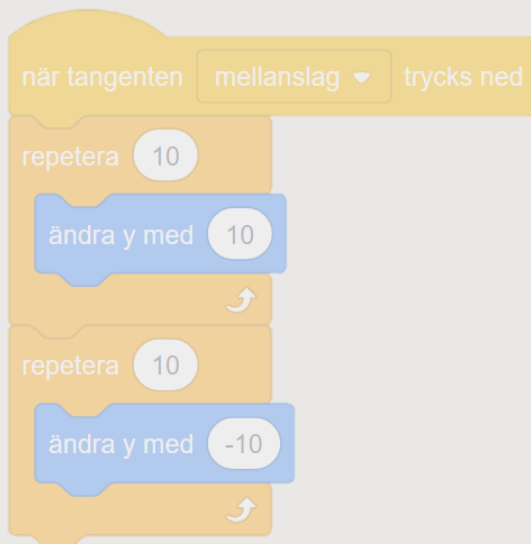 när tangenten mellanslag trycks ned
repetera 10
ändra y med 10
repetera 10
ändra y med -10